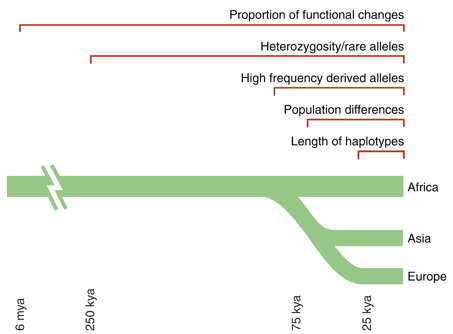 Proportion of functional changes
Heterozygosity/rare alleles
High frequency derived alleles
Population differences
Length of haplotypes
Africa
Asia
Europe
6 mya
250 kya
75 kya
25 kya